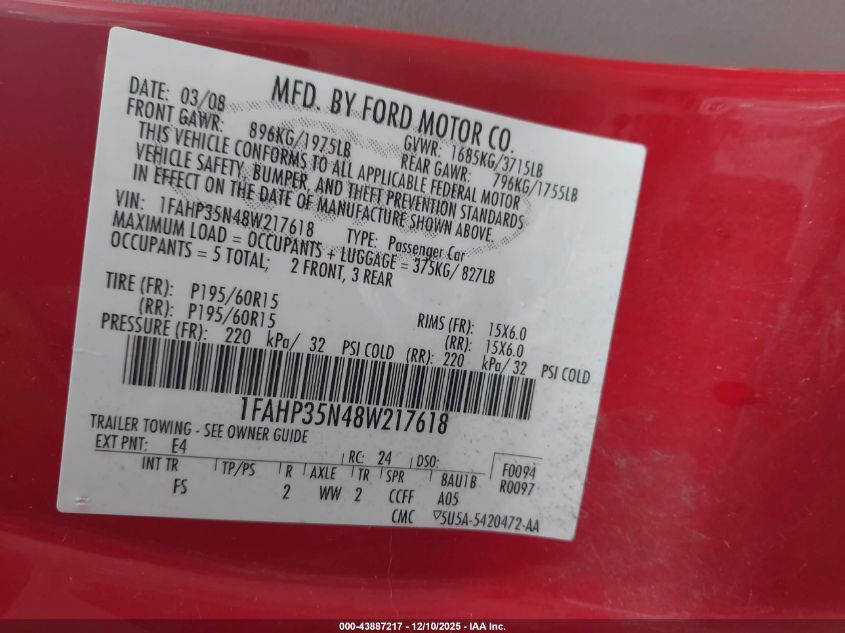 MFD. BY FORD MOTOR CO.
DATE: 03/08 GVWR: 1685KG/3715LB
FRONT GAWR: 896KG/1975LB REAR GAWR: 796KG/1755LB
THIS VEHICLE CONFORMS TO ALL APPLICABLE FEDERAL MOTOR
VEHICLE SAFETY, BUMPER, AND THEFT PREVENTION STANDARDS
IN EFFECT ON THE DATE OF MANUFACTURE SHOWN ABOVE
VIN: 1FAHP35N48W217618 TYPE: Passenger Car
MAXIMUM LOAD = OCCUPANTS + LUGGAGE = 375KG/ 827LB
OCCUPANTS = 5 TOTAL; 2 FRONT, 3 REAR
TIRE (FR): P195/60R15 RIMS (FR): 15X6.0
(RR): P195/60R15 (RR): 15X6.0
PRESSURE (FR): 220 kPa/ 32 PSI COLD (RR): 220 kPa/ 32 PSI COLD
1FAHP35N48W217618
TRAILER TOWING - SEE OWNER GUIDE
EXT PNT: E4 RC: 24 DSO: F0094
INT TR TP/PS R AXLE TR SPR 8AU1B R0097
FS 2 WW 2 CCFF A05
CMC ▽5U5A-5420472-AA
000-43887217 - 12/10/2025 - IAA Inc.